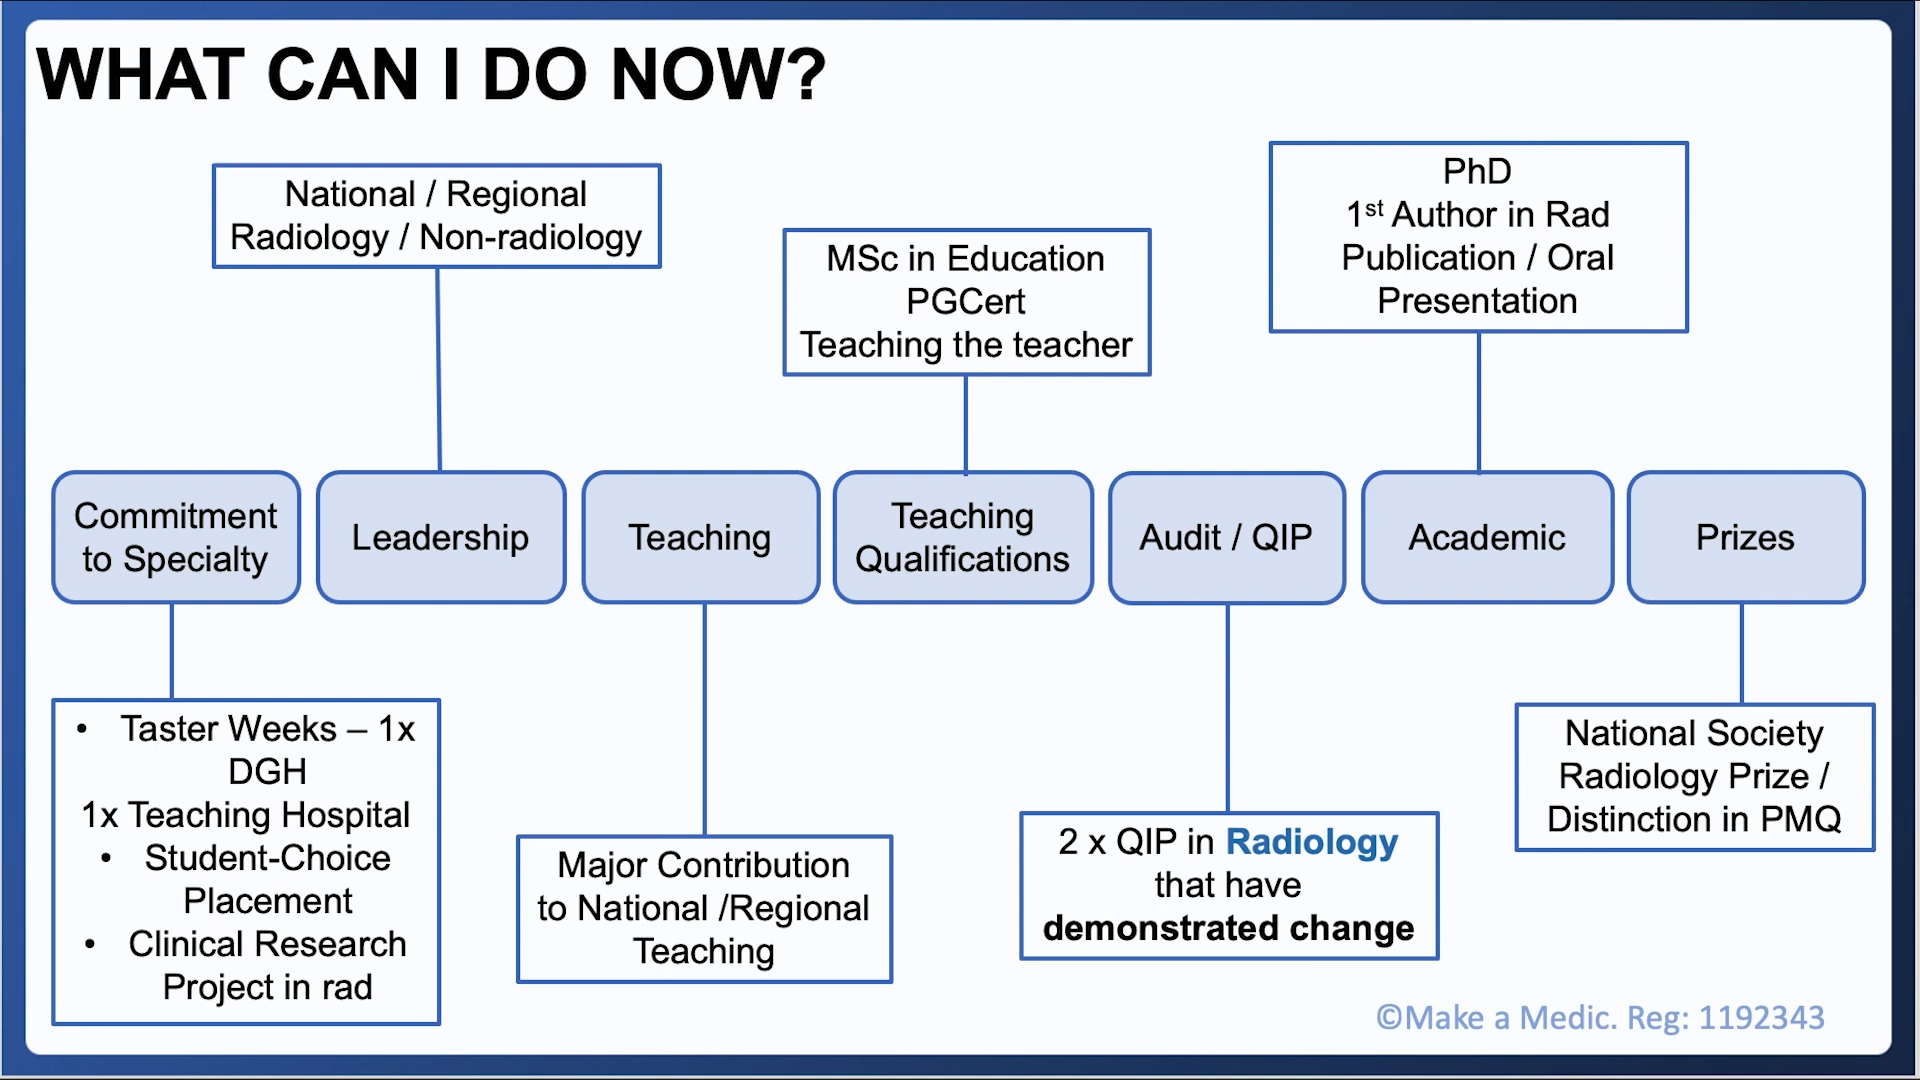 WHAT CAN I DO NOW?
National / Regional
Radiology / Non-radiology
MSc in Education
PGCert
Teaching the teacher
PhD
1st Author in Rad
Publication / Oral
Presentation
Commitment
to Specialty
Leadership
Teaching
Teaching
Qualifications
Audit / QIP
Academic
Prizes
• Taster Weeks – 1x
DGH
1x Teaching Hospital
• Student-Choice
Placement
• Clinical Research
Project in rad
Major Contribution
to National /Regional
Teaching
2 x QIP in Radiology
that have
demonstrated change
National Society
Radiology Prize /
Distinction in PMQ
©Make a Medic. Reg: 1192343